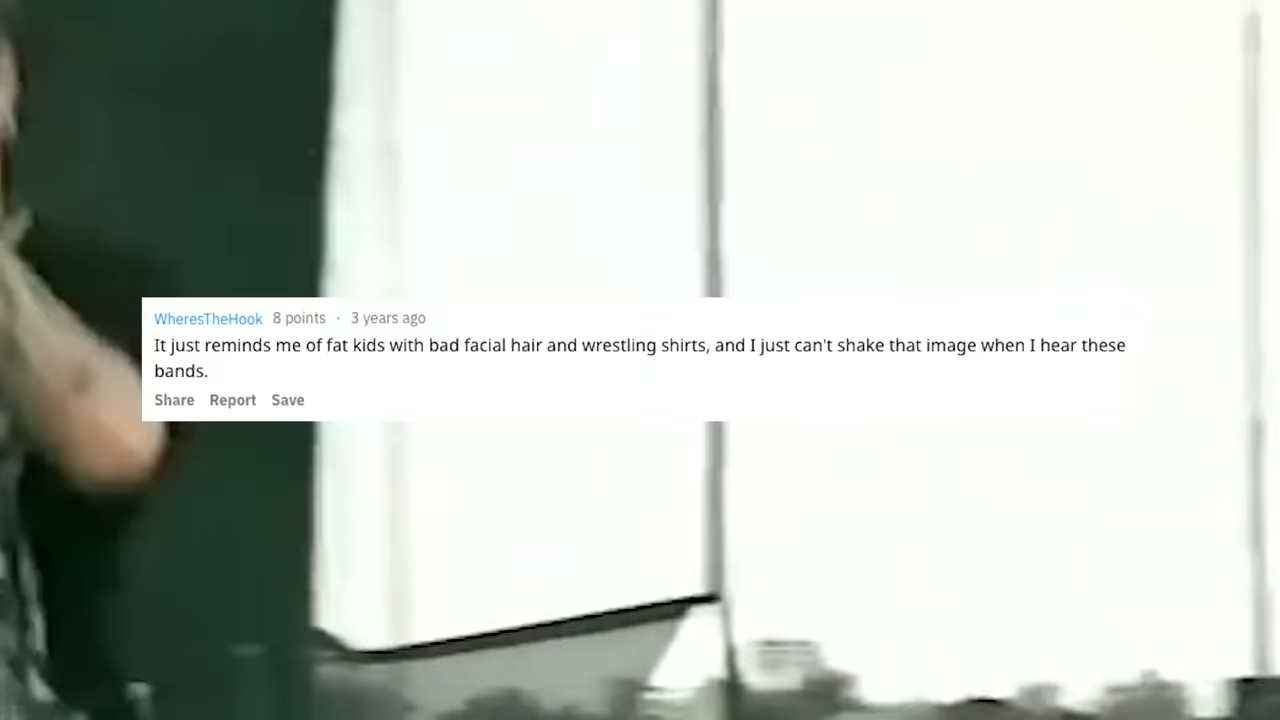 WheresTheHook 8 points · 3 years ago
It just reminds me of fat kids with bad facial hair and wrestling shirts, and I just can't shake that image when I hear these
bands.
Share Report Save